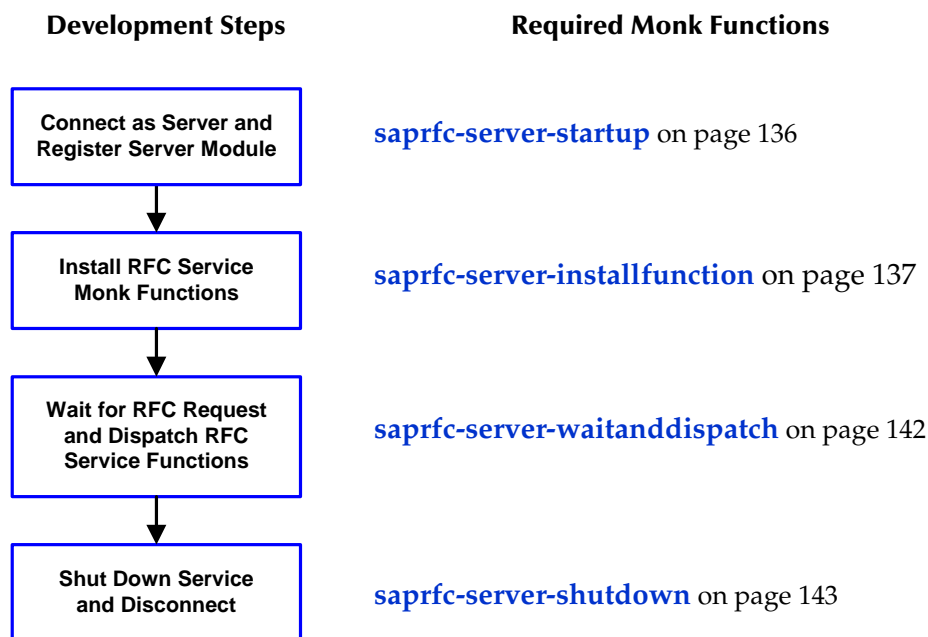 Development Steps
Required Monk Functions
Connect as Server and
Register Server Module
saprfc-server-startup on page 136
Install RFC Service
Monk Functions
saprfc-server-installfunction on page 137
Wait for RFC Request
and Dispatch RFC
Service Functions
saprfc-server-waitanddispatch on page 142
Shut Down Service
and Disconnect
saprfc-server-shutdown on page 143